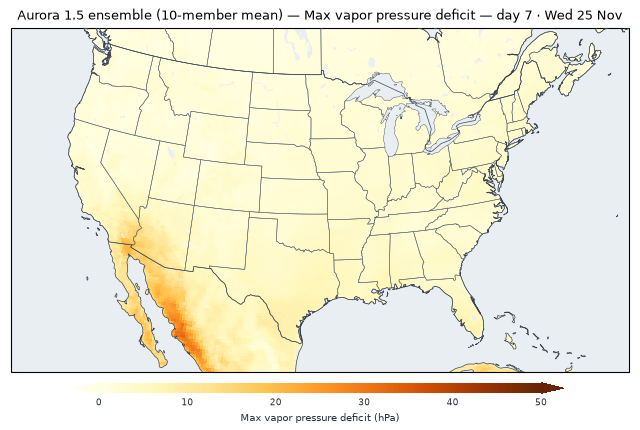 Aurora 1.5 ensemble (10-member mean) — Max vapor pressure deficit — day 7 · Wed 25 Nov
0 10 20 30 40 50
Max vapor pressure deficit (hPa)